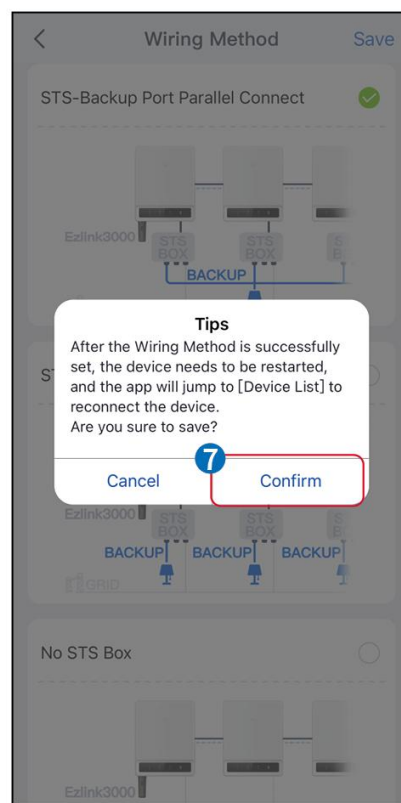 Wiring Method Save
STS-Backup Port Parallel Connect
Ezlink3000
STS BOX STS BOX
BACKUP
Tips
After the Wiring Method is successfully
set, the device needs to be restarted,
and the app will jump to [Device List] to
reconnect the device.
Are you sure to save?
7
Cancel Confirm
Ezlink3000
STS BOX STS BOX
BACKUP BACKUP BACKUP
GRID
No STS Box
Ezlink3000